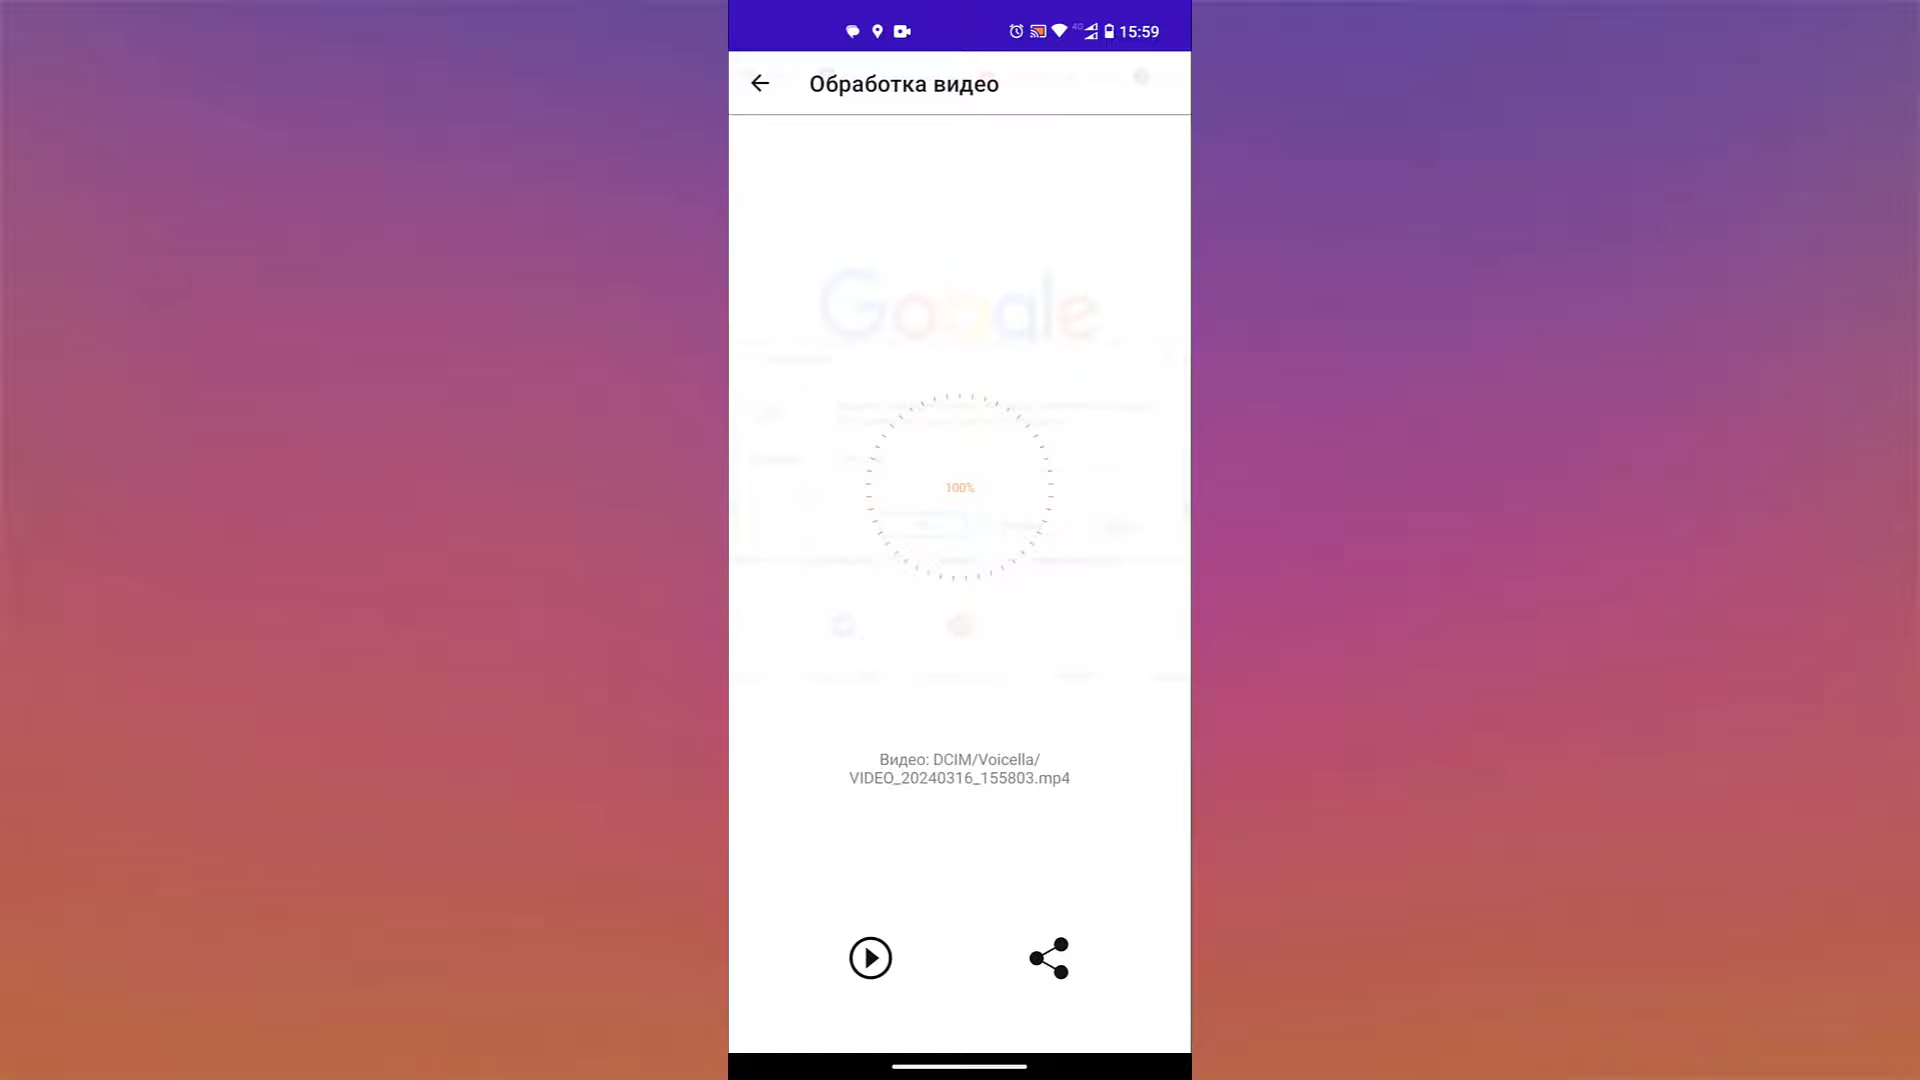 15:59
Обработка видео
Google
100%
Видео: DCIM/Voicella/
VIDEO_20240316_155803.mp4